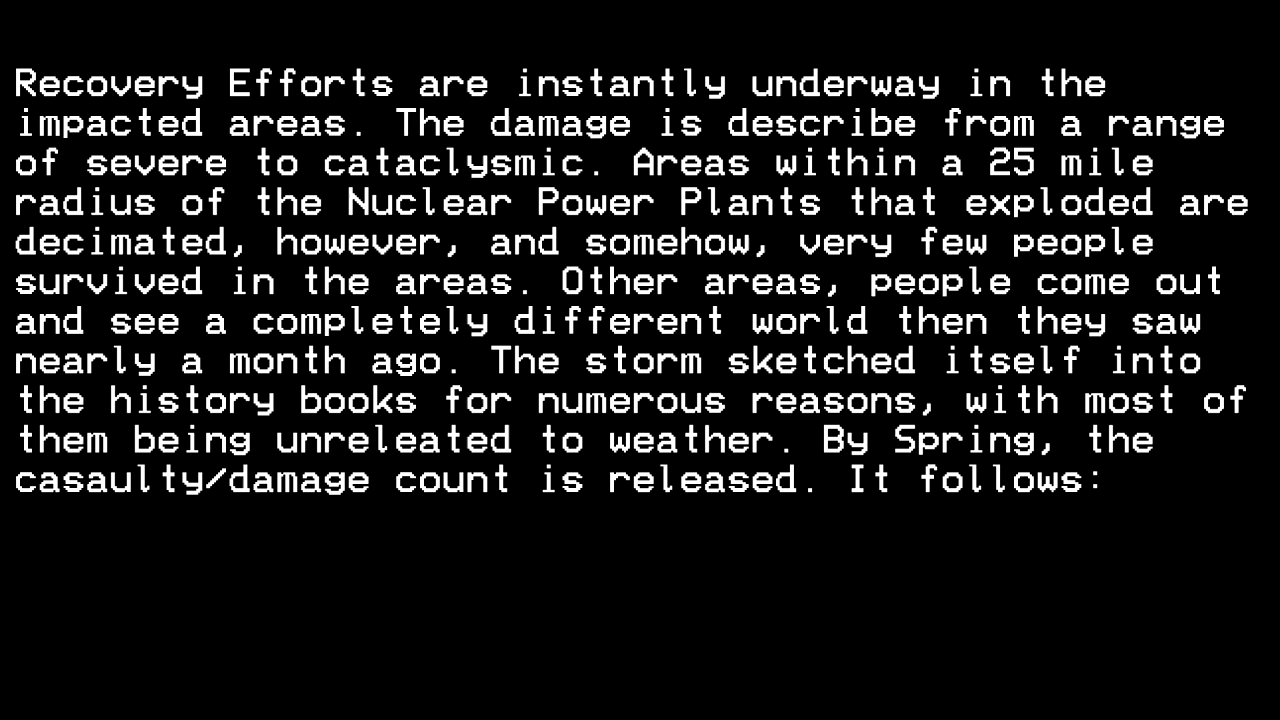 Recovery Efforts are instantly underway in the
impacted areas. The damage is describe from a range
of severe to cataclysmic. Areas within a 25 mile
radius of the Nuclear Power Plants that exploded are
decimated, however, and somehow, very few people
survived in the areas. Other areas, people come out
and see a completely different world then they saw
nearly a month ago. The storm sketched itself into
the history books for numerous reasons, with most of
them being unreleated to weather. By Spring, the
casaulty/damage count is released. It follows: